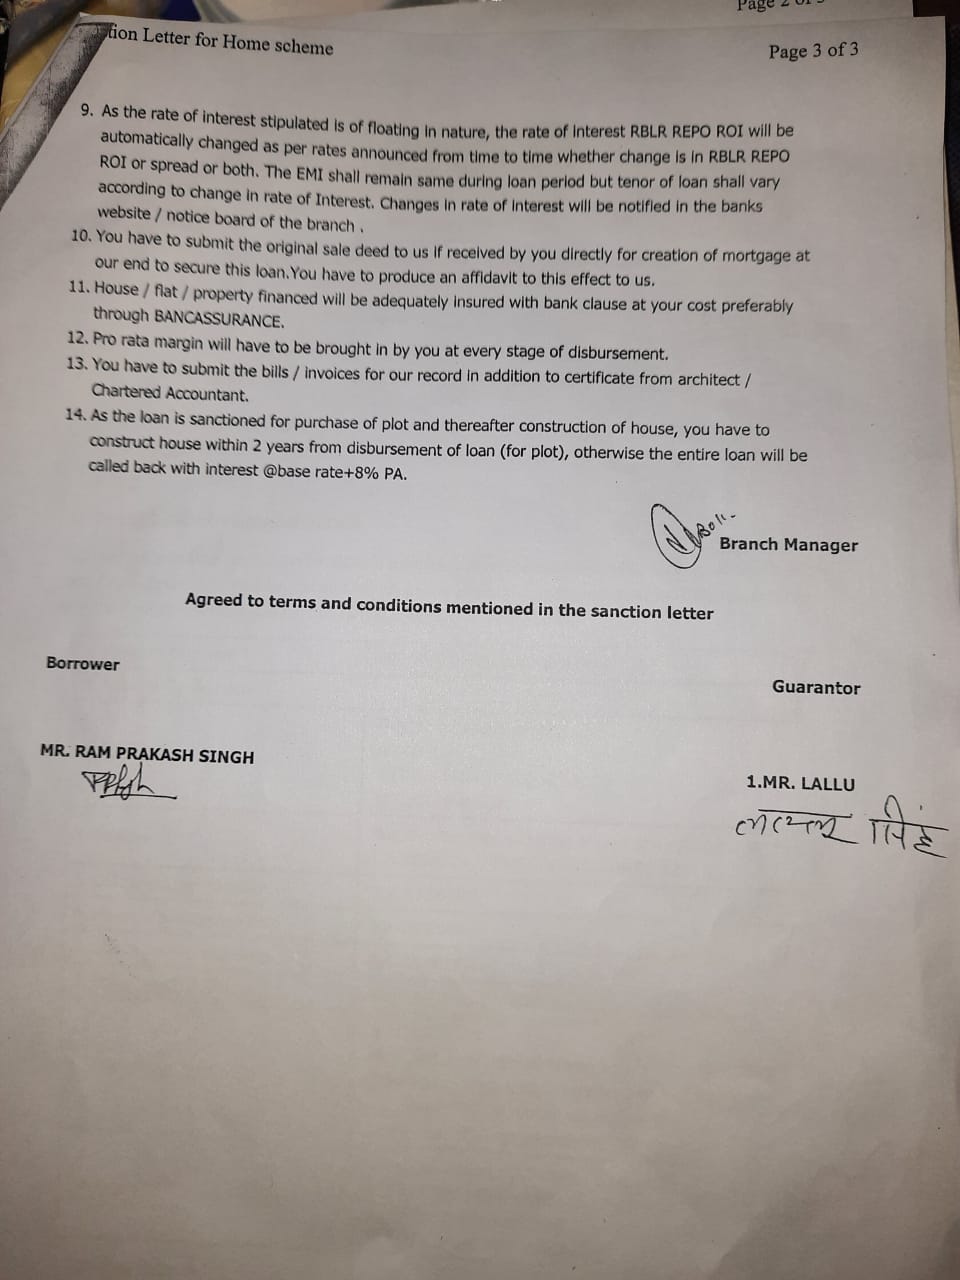 Page 2 of 3
tion Letter for Home scheme
Page 3 of 3
9. As the rate of interest stipulated is of floating in nature, the rate of interest RBLR REPO ROI will be
automatically changed as per rates announced from time to time whether change is in RBLR REPO
ROI or spread or both. The EMI shall remain same during loan period but tenor of loan shall vary
according to change in rate of Interest. Changes in rate of interest will be notified in the banks
website / notice board of the branch .
10. You have to submit the original sale deed to us if received by you directly for creation of mortgage at
our end to secure this loan.You have to produce an affidavit to this effect to us.
11. House / flat / property financed will be adequately insured with bank clause at your cost preferably
through BANCASSURANCE.
12. Pro rata margin will have to be brought in by you at every stage of disbursement.
13. You have to submit the bills / invoices for our record in addition to certificate from architect /
Chartered Accountant.
14. As the loan is sanctioned for purchase of plot and thereafter construction of house, you have to
construct house within 2 years from disbursement of loan (for plot), otherwise the entire loan will be
called back with interest @base rate+8% PA.
Branch Manager
Agreed to terms and conditions mentioned in the sanction letter
Borrower
Guarantor
MR. RAM PRAKASH SINGH
1.MR. LALLU
सिंह